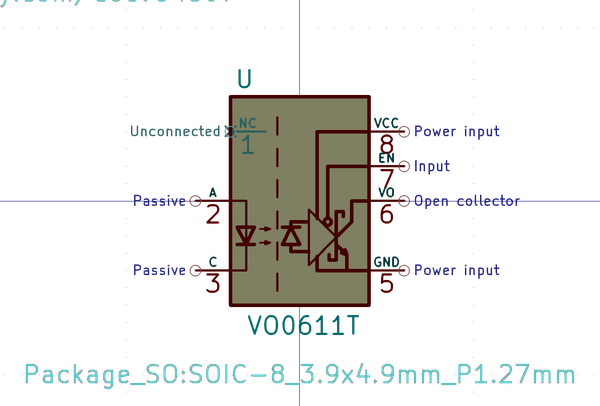 U
Unconnected NC 1 VCC Power input
8
EN Input
7
Passive A VO Open collector
2 6
Passive C GND Power input
3 5
VO0611T
Package_SO:SOIC-8_3.9x4.9mm_P1.27mm